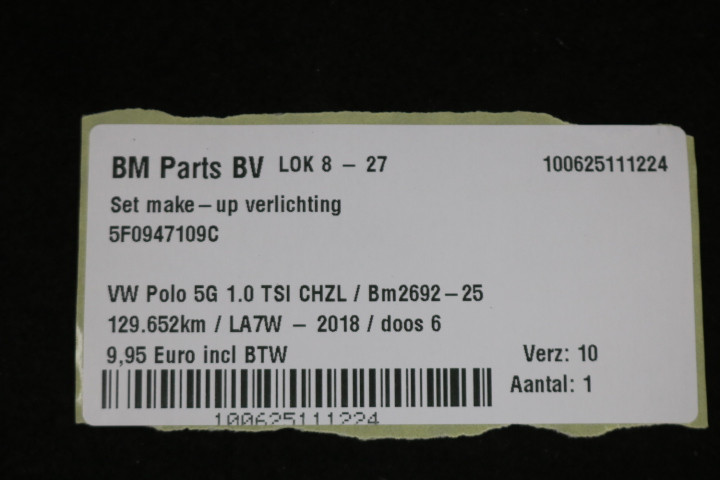 BM Parts BV LOK 8 - 27 100625111224
Set make-up verlichting
5F0947109C
VW Polo 5G 1.0 TSI CHZL / Bm2692-25
129.652km / LA7W - 2018 / doos 6
9,95 Euro incl BTW Verz: 10
Aantal: 1
100625111224